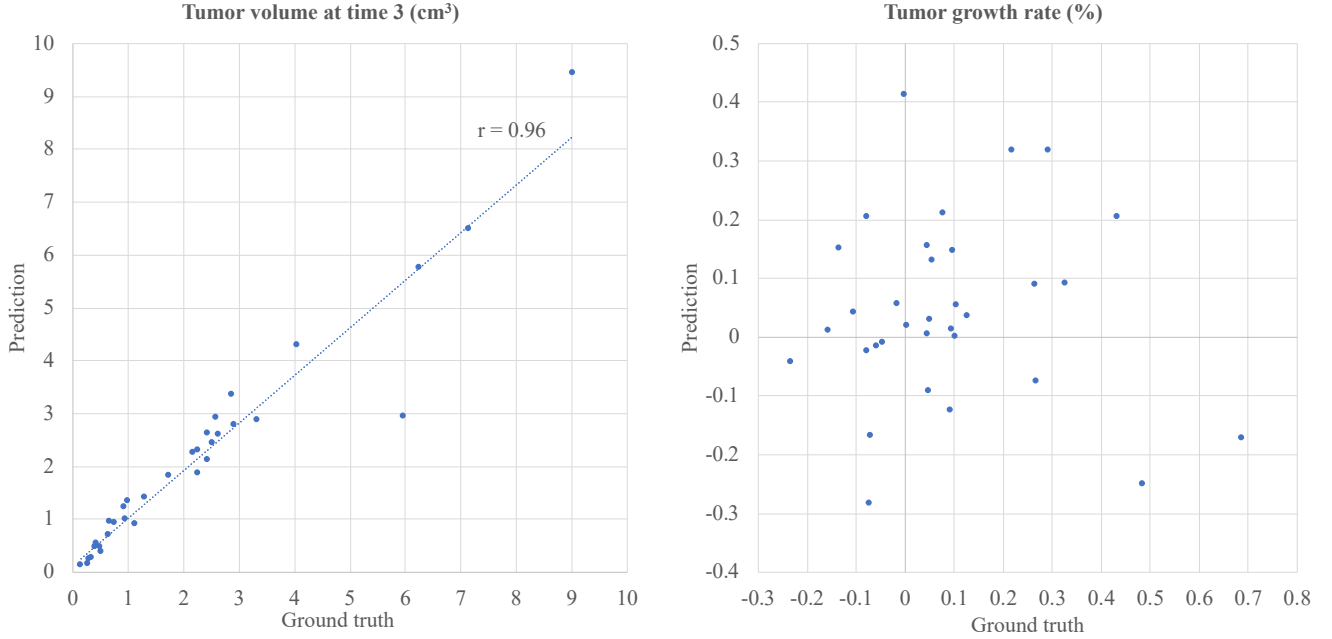 Tumor volume at time 3 (cm³)
10
9
8
7
6
5
4
3
2
1
0
r = 0.96
Prediction
0 1 2 3 4 5 6 7 8 9 10
Ground truth
Tumor growth rate (%)
0.5
0.4
0.3
0.2
0.1
0
-0.1
-0.2
-0.3
-0.4
Prediction
-0.3 -0.2 -0.1 0 0.1 0.2 0.3 0.4 0.5 0.6 0.7 0.8
Ground truth